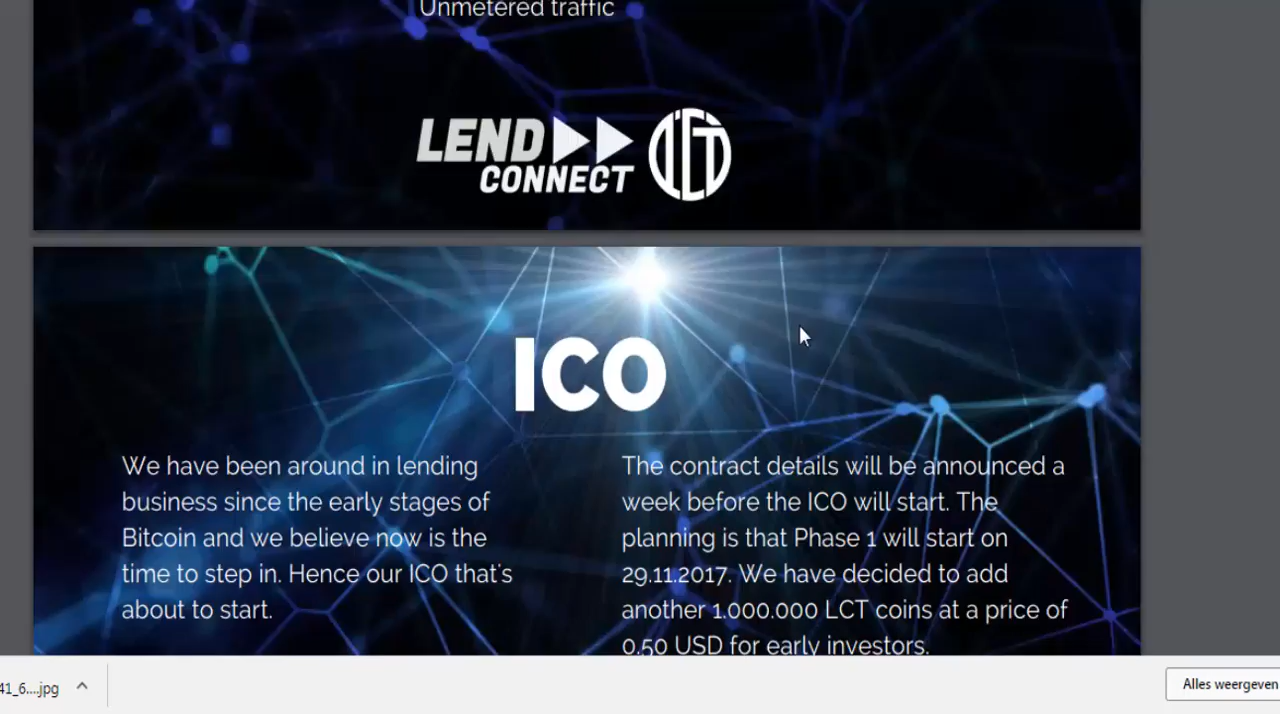 Unmetered traffic
LEND
CONNECT
LCT
ICO
We have been around in lending
business since the early stages of
Bitcoin and we believe now is the
time to step in. Hence our ICO that's
about to start.
The contract details will be announced a
week before the ICO will start. The
planning is that Phase 1 will start on
29.11.2017. We have decided to add
another 1.000.000 LCT coins at a price of
0.50 USD for early investors.
41_6....jpg
Alles weergeven